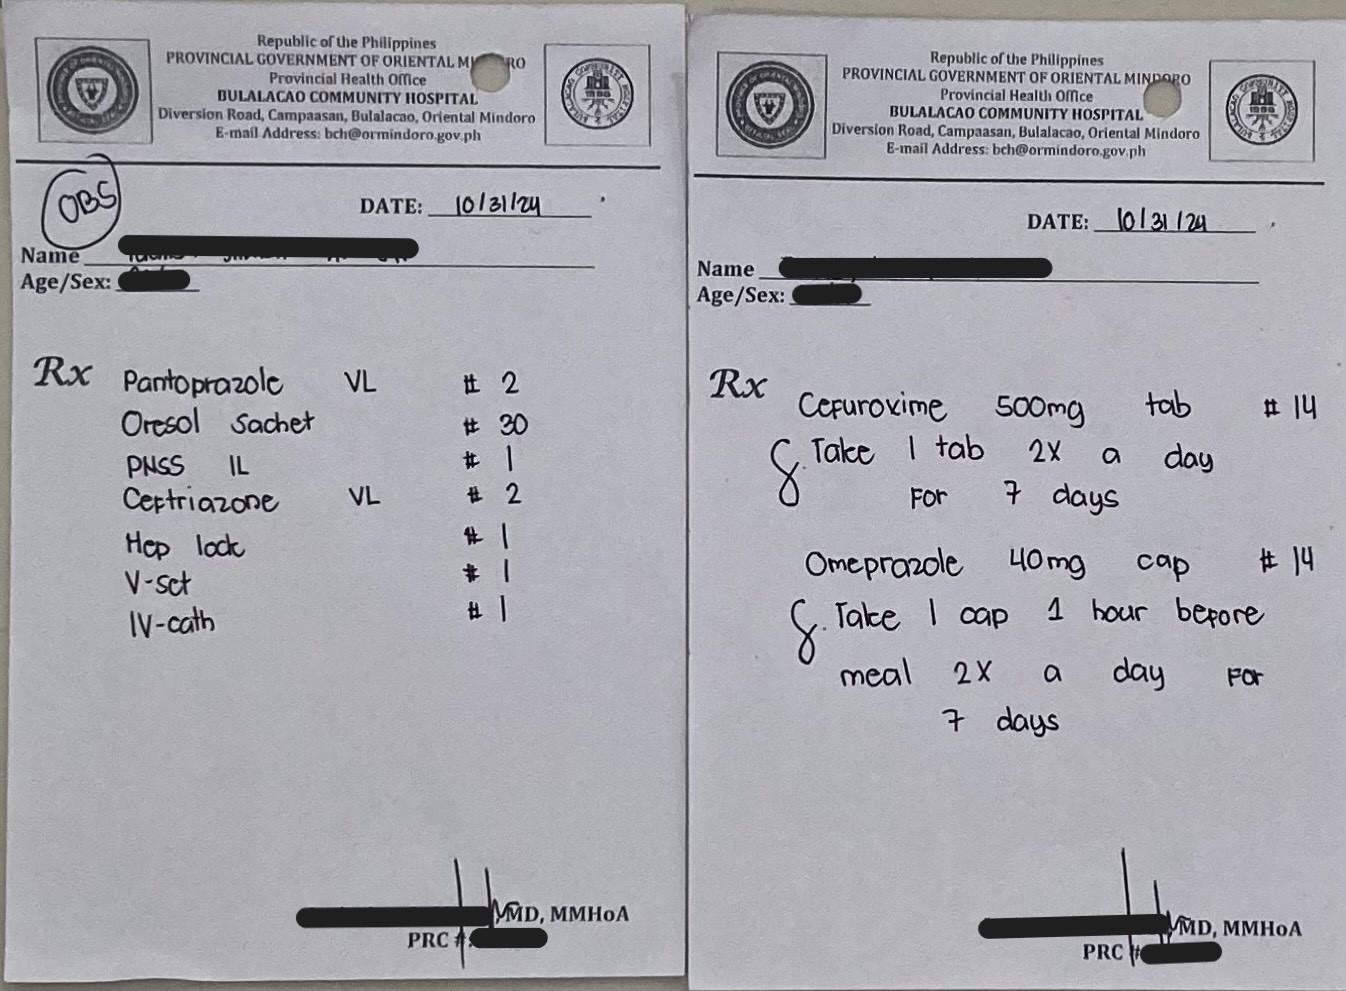 Republic of the Philippines
PROVINCIAL GOVERNMENT OF ORIENTAL MI RO
Provincial Health Office
BULALACAO COMMUNITY HOSPITAL
Diversion Road, Campaasan, Bulalacao, Oriental Mindoro
E-mail Address: bch@ormindoro.gov.ph
OBS
DATE: 10/31/24
Name
Age/Sex:
Rx Pantoprazole VL # 2
Oresol Sachet # 30
PNSS 1L # 1
Ceftriazone VL # 2
Hep lock # 1
V-set # 1
IV-cath # 1
MD, MMHoA
PRC #
Republic of the Philippines
PROVINCIAL GOVERNMENT OF ORIENTAL MINDORO
Provincial Health Office
BULALACAO COMMUNITY HOSPITAL
Diversion Road, Campaasan, Bulalacao, Oriental Mindoro
E-mail Address: bch@ormindoro.gov.ph
DATE: 10/31/24
Name
Age/Sex:
Rx
Cefuroxime 500mg tab # 14
S. Take 1 tab 2x a day
for 7 days
Omeprazole 40mg cap # 14
S. Take 1 cap 1 hour before
meal 2x a day for
7 days
MD, MMHoA
PRC #